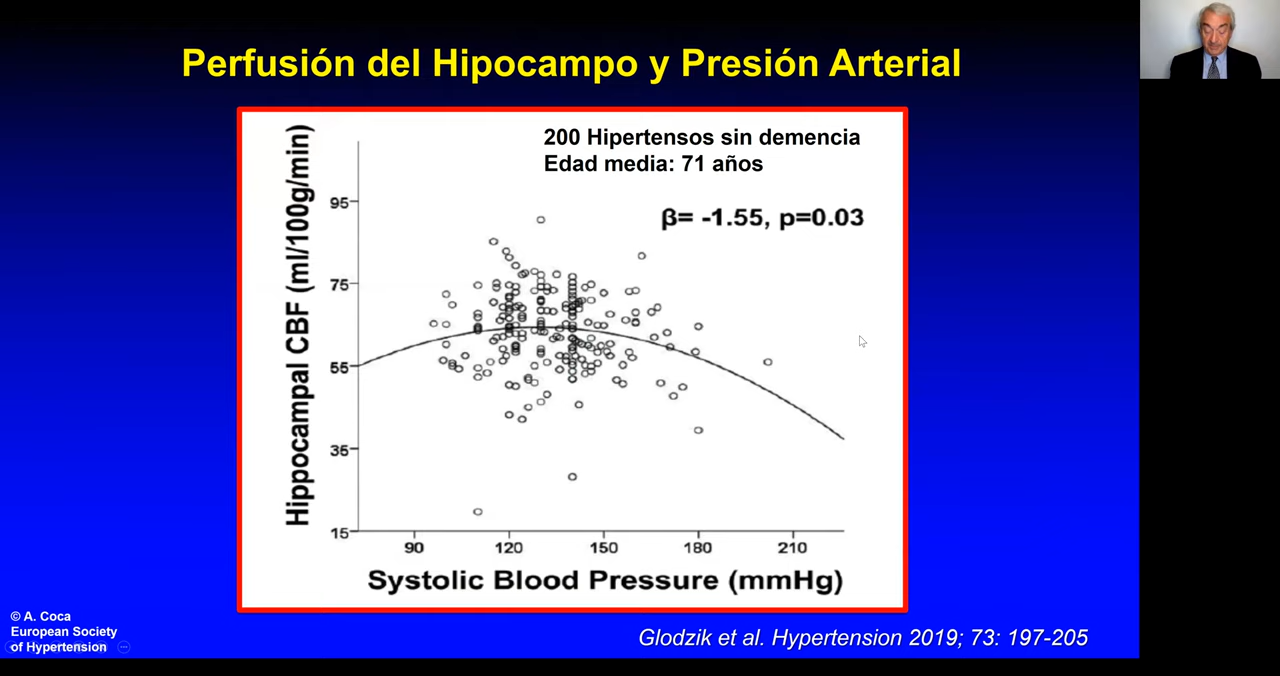 Perfusión del Hipocampo y Presión Arterial
200 Hipertensos sin demencia
Edad media: 71 años
β= -1.55, p=0.03
Hippocampal CBF (ml/100g/min)
95
75
55
35
15
90 120 150 180 210
Systolic Blood Pressure (mmHg)
© A. Coca
European Society
of Hypertension
Glodzik et al. Hypertension 2019; 73: 197-205